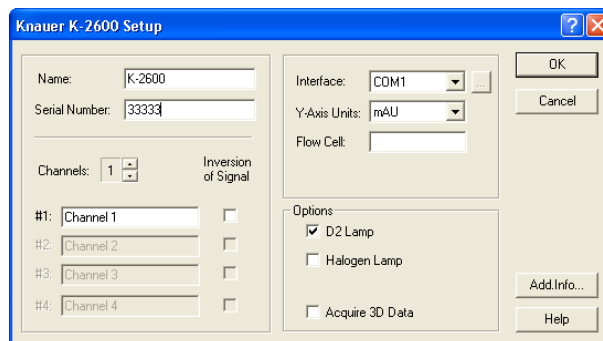 Knauer K-2600 Setup
Name: K-2600
Serial Number: 33333
Channels: 1
Inversion
of Signal
#1: Channel 1
#2: Channel 2
#3: Channel 3
#4: Channel 4
Interface: COM1 ...
Y-Axis Units: mAU
Flow Cell:
Options
D2 Lamp
Halogen Lamp
Acquire 3D Data
OK
Cancel
Add.Info...
Help